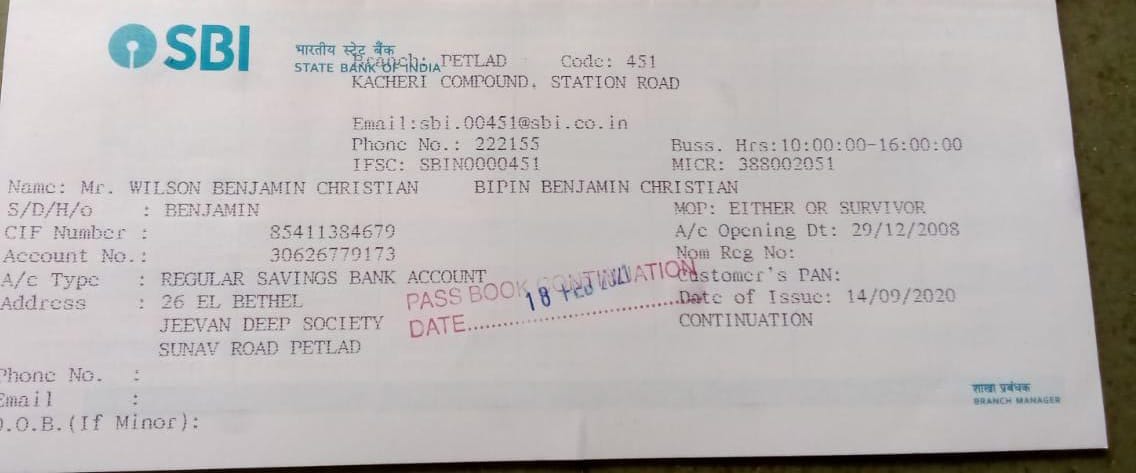 SBI
भारतीय स्टेट बैंक
STATE BANK OF INDIA
Branch: PETLAD Code: 451
KACHERI COMPOUND, STATION ROAD
Email:sbi.00451@sbi.co.in
Phone No.: 222155 Buss. Hrs:10:00:00-16:00:00
IFSC: SBIN0000451 MICR: 388002051
Name: Mr. WILSON BENJAMIN CHRISTIAN BIPIN BENJAMIN CHRISTIAN
S/D/H/o : BENJAMIN MOP: EITHER OR SURVIVOR
CIF Number : 85411384679 A/c Opening Dt: 29/12/2008
Account No.: 30626779173 Nom Reg No:
A/c Type : REGULAR SAVINGS BANK ACCOUNT Customer's PAN:
Address : 26 EL BETHEL Date of Issue: 14/09/2020
JEEVAN DEEP SOCIETY CONTINUATION
SUNAV ROAD PETLAD
PASS BOOK CONTINUATION
DATE 18 FEB
Phone No. :
Email :
D.O.B.(If Minor):
शाखा प्रबंधक
BRANCH MANAGER